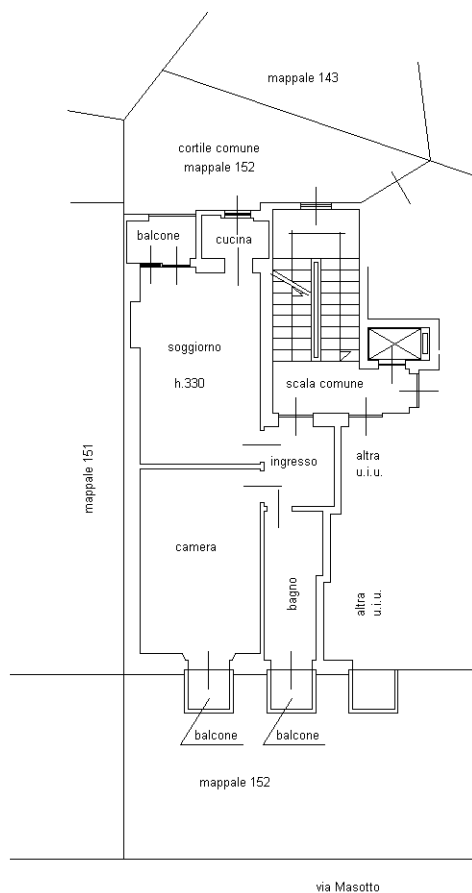 mappale 143
cortile comune
mappale 152
balcone
cucina
soggiorno
h.330
scala comune
ingresso
altra
u.i.u.
mappale 151
camera
bagno
altra
u.i.u.
balcone
balcone
mappale 152
via Masotto